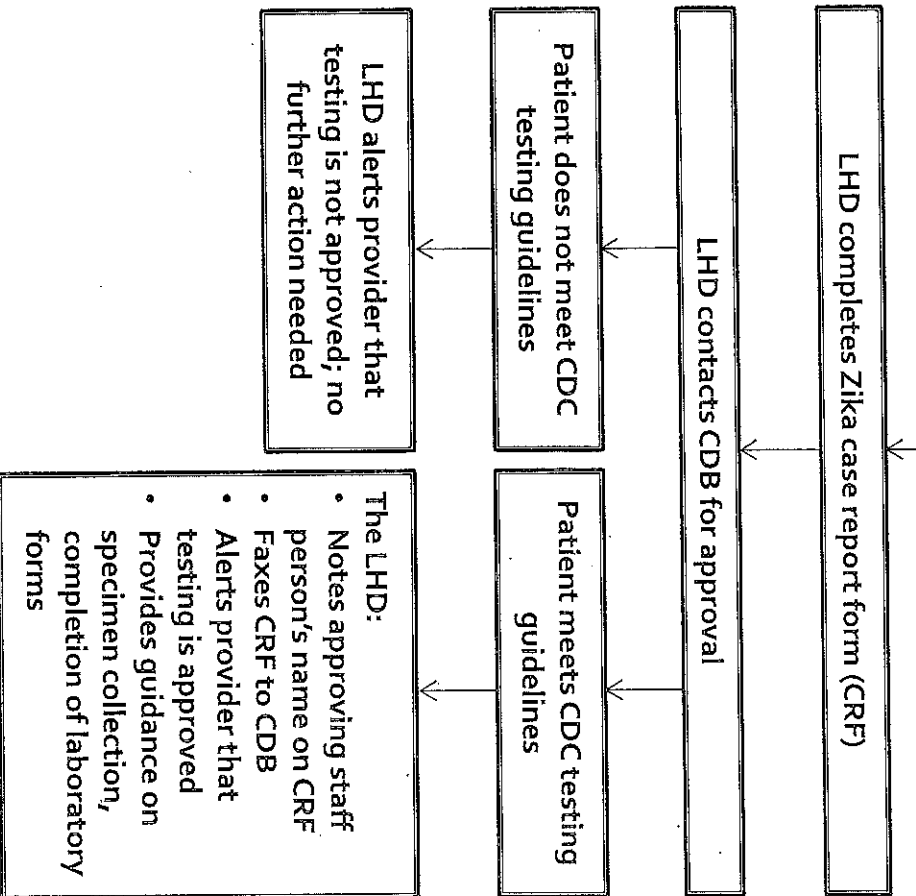 LHD completes Zika case report form (CRF)
LHD contacts CDB for approval
Patient does not meet CDC
testing guidelines
LHD alerts provider that
testing is not approved; no
further action needed
Patient meets CDC testing
guidelines
The LHD:
• Notes approving staff
person's name on CRF
• Faxes CRF to CDB
• Alerts provider that
testing is approved
• Provides guidance on
specimen collection,
completion of laboratory
forms